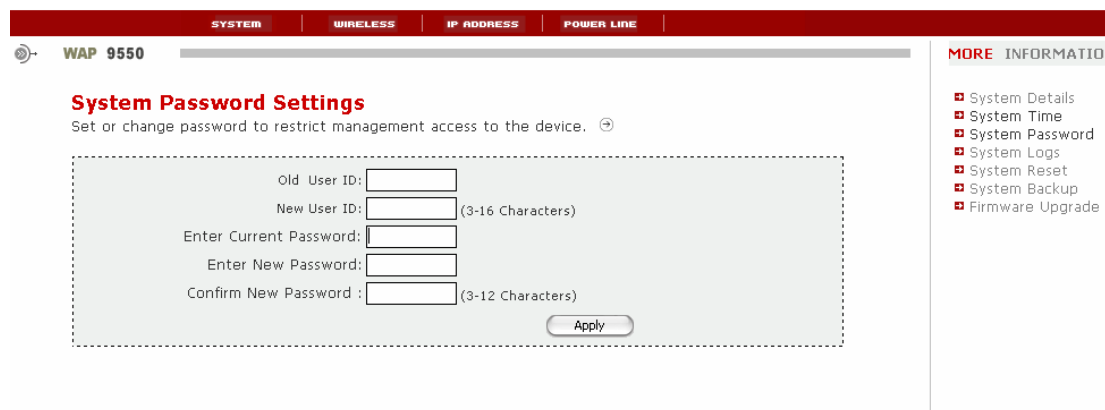 SYSTEM WIRELESS IP ADDRESS POWER LINE
WAP 9550
System Password Settings
Set or change password to restrict management access to the device.
Old User ID:
New User ID: (3-16 Characters)
Enter Current Password:
Enter New Password:
Confirm New Password : (3-12 Characters)
Apply
MORE INFORMATIO
System Details
System Time
System Password
System Logs
System Reset
System Backup
Firmware Upgrade